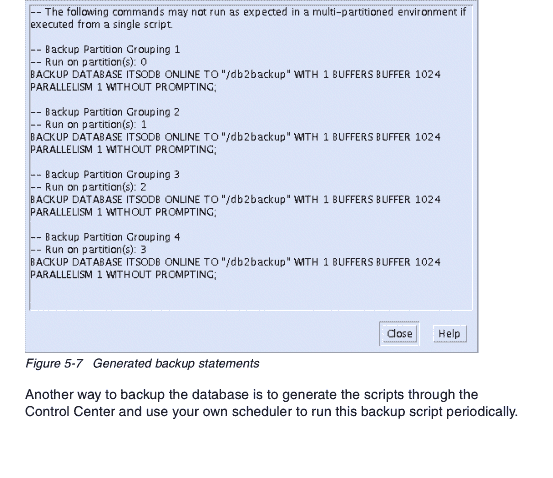 -- The following commands may not run as expected in a multi-partitioned environment if
executed from a single script.
-- Backup Partition Grouping 1
-- Run on partition(s): 0
BACKUP DATABASE ITSODB ONLINE TO "/db2backup" WITH 1 BUFFERS BUFFER 1024
PARALLELISM 1 WITHOUT PROMPTING;
-- Backup Partition Grouping 2
-- Run on partition(s): 1
BACKUP DATABASE ITSODB ONLINE TO "/db2backup" WITH 1 BUFFERS BUFFER 1024
PARALLELISM 1 WITHOUT PROMPTING;
-- Backup Partition Grouping 3
-- Run on partition(s): 2
BACKUP DATABASE ITSODB ONLINE TO "/db2backup" WITH 1 BUFFERS BUFFER 1024
PARALLELISM 1 WITHOUT PROMPTING;
-- Backup Partition Grouping 4
-- Run on partition(s): 3
BACKUP DATABASE ITSODB ONLINE TO "/db2backup" WITH 1 BUFFERS BUFFER 1024
PARALLELISM 1 WITHOUT PROMPTING;
Close Help
Figure 5-7 Generated backup statements
Another way to backup the database is to generate the scripts through the
Control Center and use your own scheduler to run this backup script periodically.